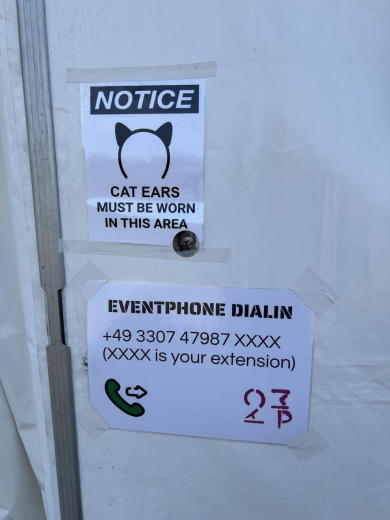 NOTICE
CAT EARS
MUST BE WORN
IN THIS AREA
EVENTPHONE DIALIN
+49 3307 47987 XXXX
(XXXX is your extension)